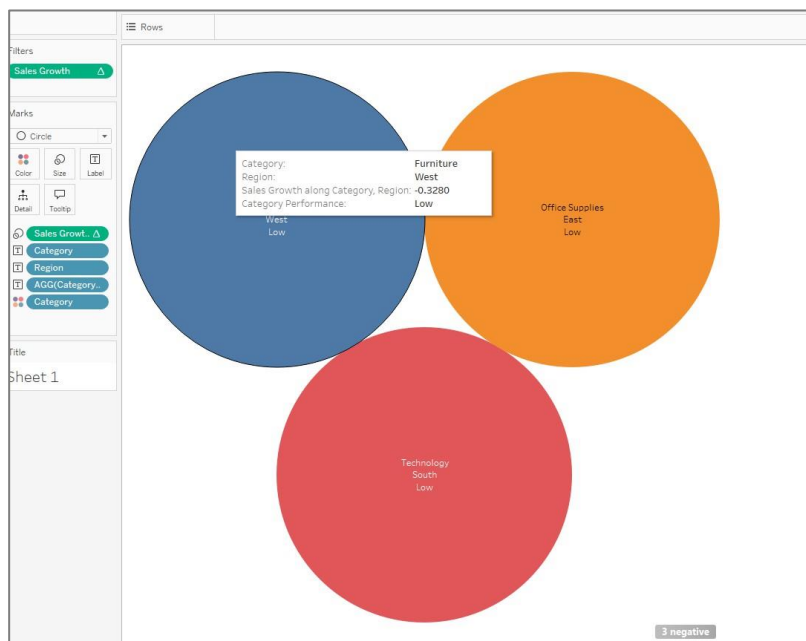 Rows
Filters
Sales Growth
Marks
Circle
Color
Size
Label
Detail
Tooltip
Sales Growt..
Category
Region
AGG(Category..
Category
Title
Sheet 1
Category: Furniture
Region: West
Sales Growth along Category, Region: -0.3280
Category Performance: Low
West
Low
Office Supplies
East
Low
Technology
South
Low
3 negative